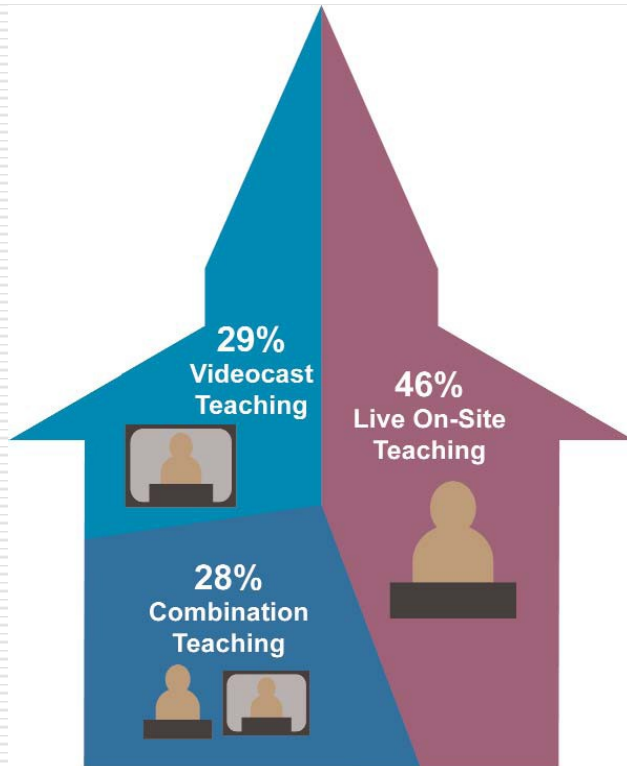 29%
Videocast
Teaching
46%
Live On-Site
Teaching
28%
Combination
Teaching